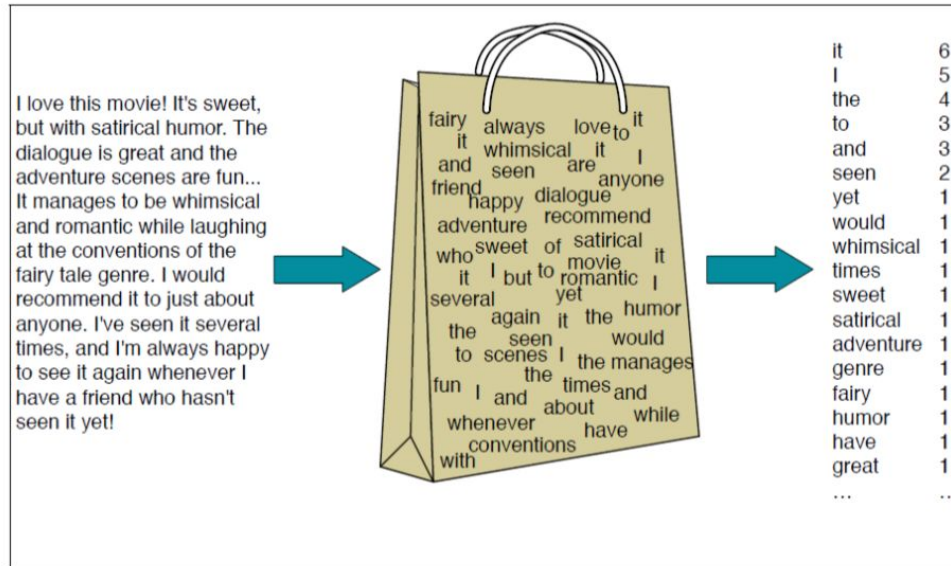 I love this movie! It's sweet,
but with satirical humor. The
dialogue is great and the
adventure scenes are fun...
It manages to be whimsical
and romantic while laughing
at the conventions of the
fairy tale genre. I would
recommend it to just about
anyone. I've seen it several
times, and I'm always happy
to see it again whenever I
have a friend who hasn't
seen it yet!
fairy always love to it
it whimsical it I
and seen are anyone
friend happy dialogue
adventure recommend
who sweet of satirical
it I but to movie it
romantic I
several yet
again it the humor
the seen would
to scenes I the manages
fun I and the times and
whenever about while
have
conventions
with
it 6
I 5
the 4
to 3
and 3
seen 2
yet 1
would 1
whimsical 1
times 1
sweet 1
satirical 1
adventure 1
genre 1
fairy 1
humor 1
have 1
great 1
... ..